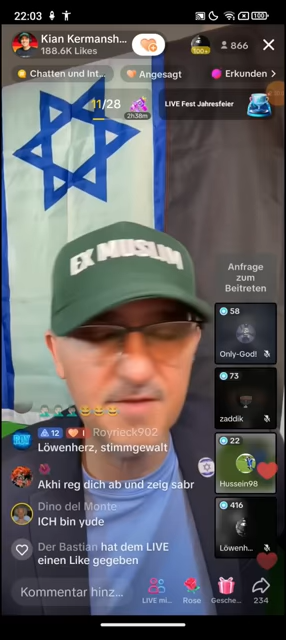 22:03
100
Kian Kermansh...
188.6K Likes
100+
866
Chatten und Int...
Angesagt
Erkunden
11/28
2h38m
LIVE Fest Jahresfeier
EX MUSLIM
Anfrage
zum
Beitreten
58
Only-God!
73
zaddik
22
Hussein98
416
Löwenh...
12
Royrieck902
Löwenherz, stimmgewalt
Akhi reg dich ab und zeig sabr
Dino del Monte
ICH bin yude
Der Bastian hat dem LIVE
einen Like gegeben
Kommentar hinz...
LIVE mi...
Rose
Gesche...
234